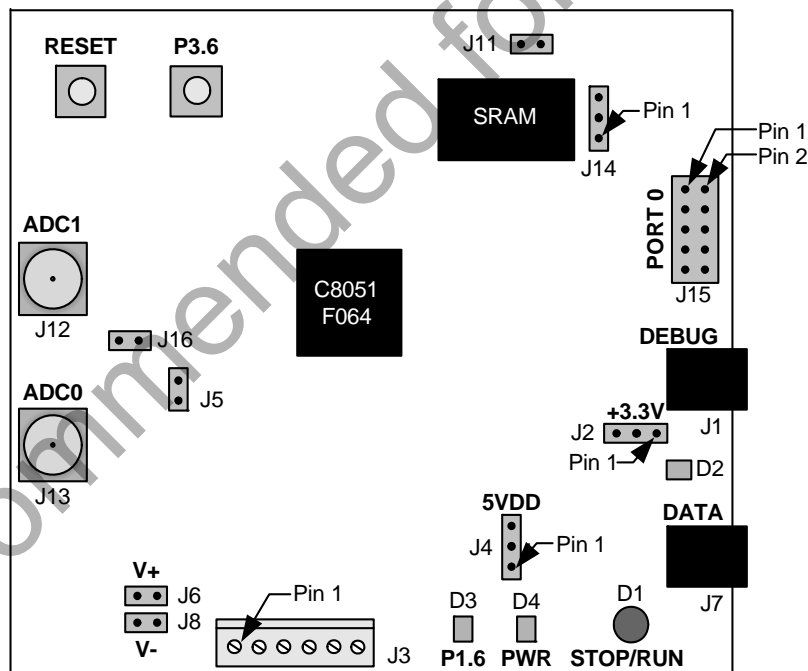 RESET
P3.6
J11
SRAM
Pin 1
J14
Pin 1
Pin 2
PORT 0
J15
ADC1
J12
C8051
F064
J16
J5
DEBUG
J1
ADC0
J13
+3.3V
J2
Pin 1
D2
5VDD
J4
Pin 1
DATA
J7
V+
J6
J8
V-
Pin 1
J3
D3
P1.6
D4
PWR
D1
STOP/RUN
ommended fo